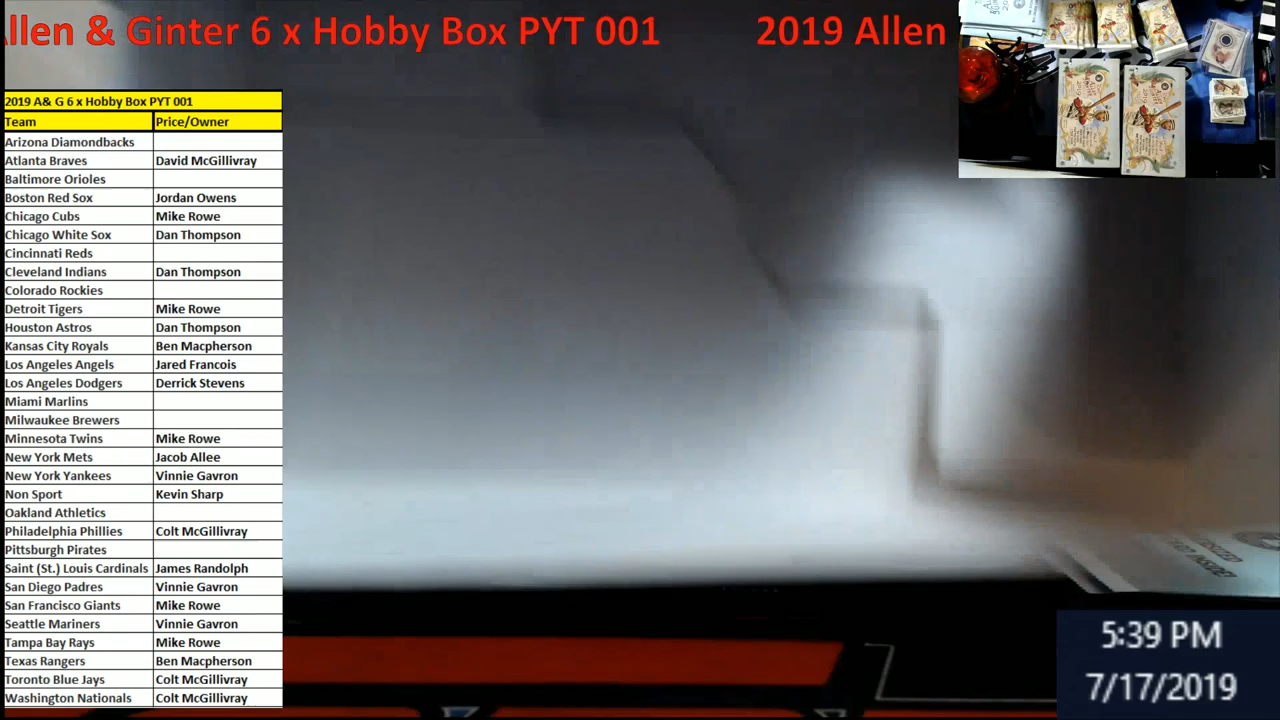 llen & Ginter 6 x Hobby Box PYT 001 2019 Allen
2019 A& G 6 x Hobby Box PYT 001
Team Price/Owner
Arizona Diamondbacks
Atlanta Braves David McGillivray
Baltimore Orioles
Boston Red Sox Jordan Owens
Chicago Cubs Mike Rowe
Chicago White Sox Dan Thompson
Cincinnati Reds
Cleveland Indians Dan Thompson
Colorado Rockies
Detroit Tigers Mike Rowe
Houston Astros Dan Thompson
Kansas City Royals Ben Macpherson
Los Angeles Angels Jared Francois
Los Angeles Dodgers Derrick Stevens
Miami Marlins
Milwaukee Brewers
Minnesota Twins Mike Rowe
New York Mets Jacob Allee
New York Yankees Vinnie Gavron
Non Sport Kevin Sharp
Oakland Athletics
Philadelphia Phillies Colt McGillivray
Pittsburgh Pirates
Saint (St.) Louis Cardinals James Randolph
San Diego Padres Vinnie Gavron
San Francisco Giants Mike Rowe
Seattle Mariners Vinnie Gavron
Tampa Bay Rays Mike Rowe
Texas Rangers Ben Macpherson
Toronto Blue Jays Colt McGillivray
Washington Nationals Colt McGillivray
5:39 PM
7/17/2019